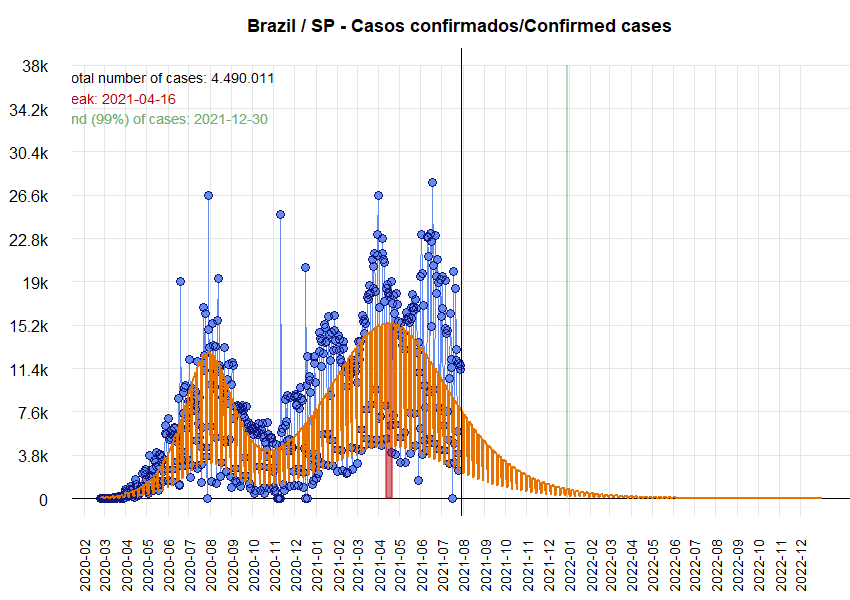 Brazil / SP - Casos confirmados/Confirmed cases
38k
34.2k
30.4k
26.6k
22.8k
19k
15.2k
11.4k
7.6k
3.8k
0
otal number of cases: 4.490.011
eak: 2021-04-16
nd (99%) of cases: 2021-12-30
2020-02
2020-03
2020-04
2020-05
2020-06
2020-07
2020-08
2020-09
2020-10
2020-11
2020-12
2021-01
2021-02
2021-03
2021-04
2021-05
2021-06
2021-07
2021-08
2021-09
2021-10
2021-11
2021-12
2022-01
2022-02
2022-03
2022-04
2022-05
2022-06
2022-07
2022-08
2022-09
2022-10
2022-11
2022-12